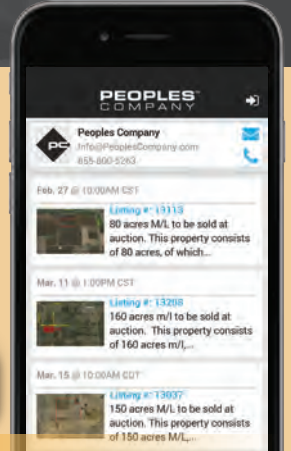 PEOPLES™
COMPANY
PC
Peoples Company
Info@PeoplesCompany.com
855-800-5263
Feb. 27 @ 10:00AM CST
Listing #: 13113
80 acres M/L to be sold at
auction. This property consists
of 80 acres, of which...
Mar. 11 @ 1:00PM CST
Listing #: 13208
160 acres m/l to be sold at
auction. This property consists
of 160 acres m/l,...
Mar. 15 @ 10:00AM CDT
Listing #: 13037
150 acres M/L to be sold at
auction. This property consists
of 150 acres M/L,...